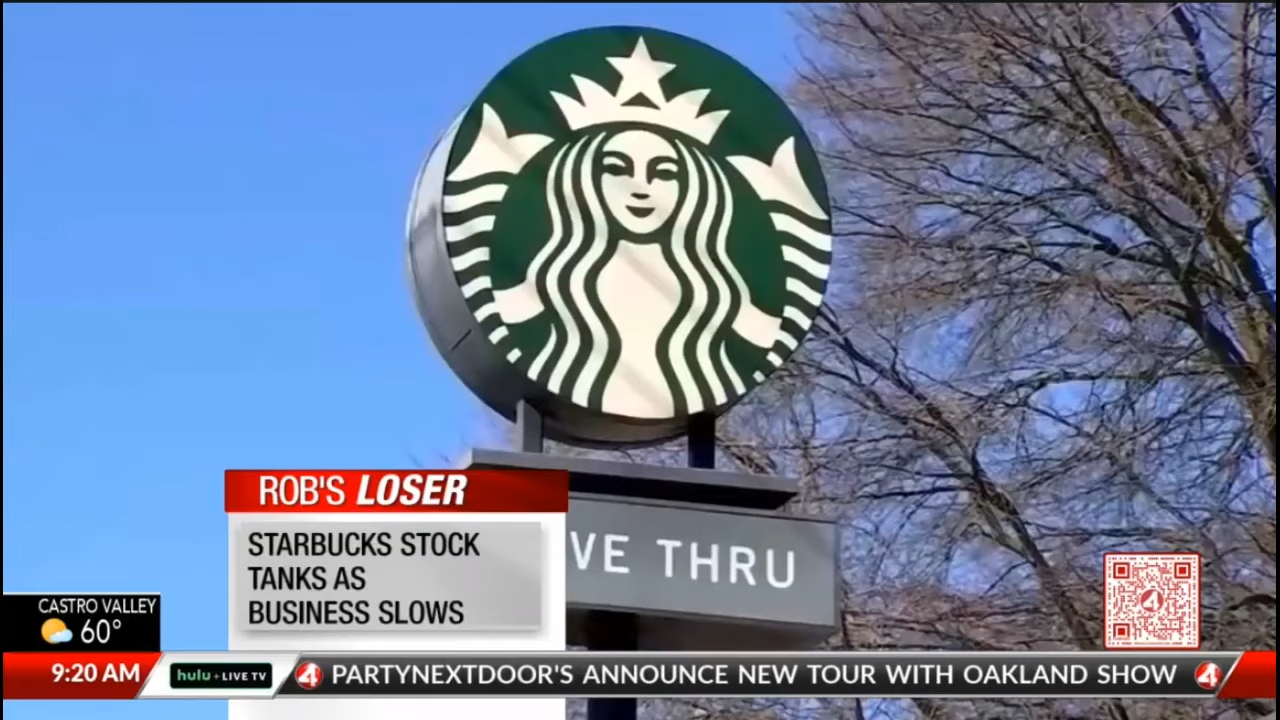 VE THRU
ROB'S LOSER
STARBUCKS STOCK
TANKS AS
BUSINESS SLOWS
CASTRO VALLEY
60°
9:20 AM
hulu + LIVE TV
4 PARTYNEXTDOOR'S ANNOUNCE NEW TOUR WITH OAKLAND SHOW 4
4